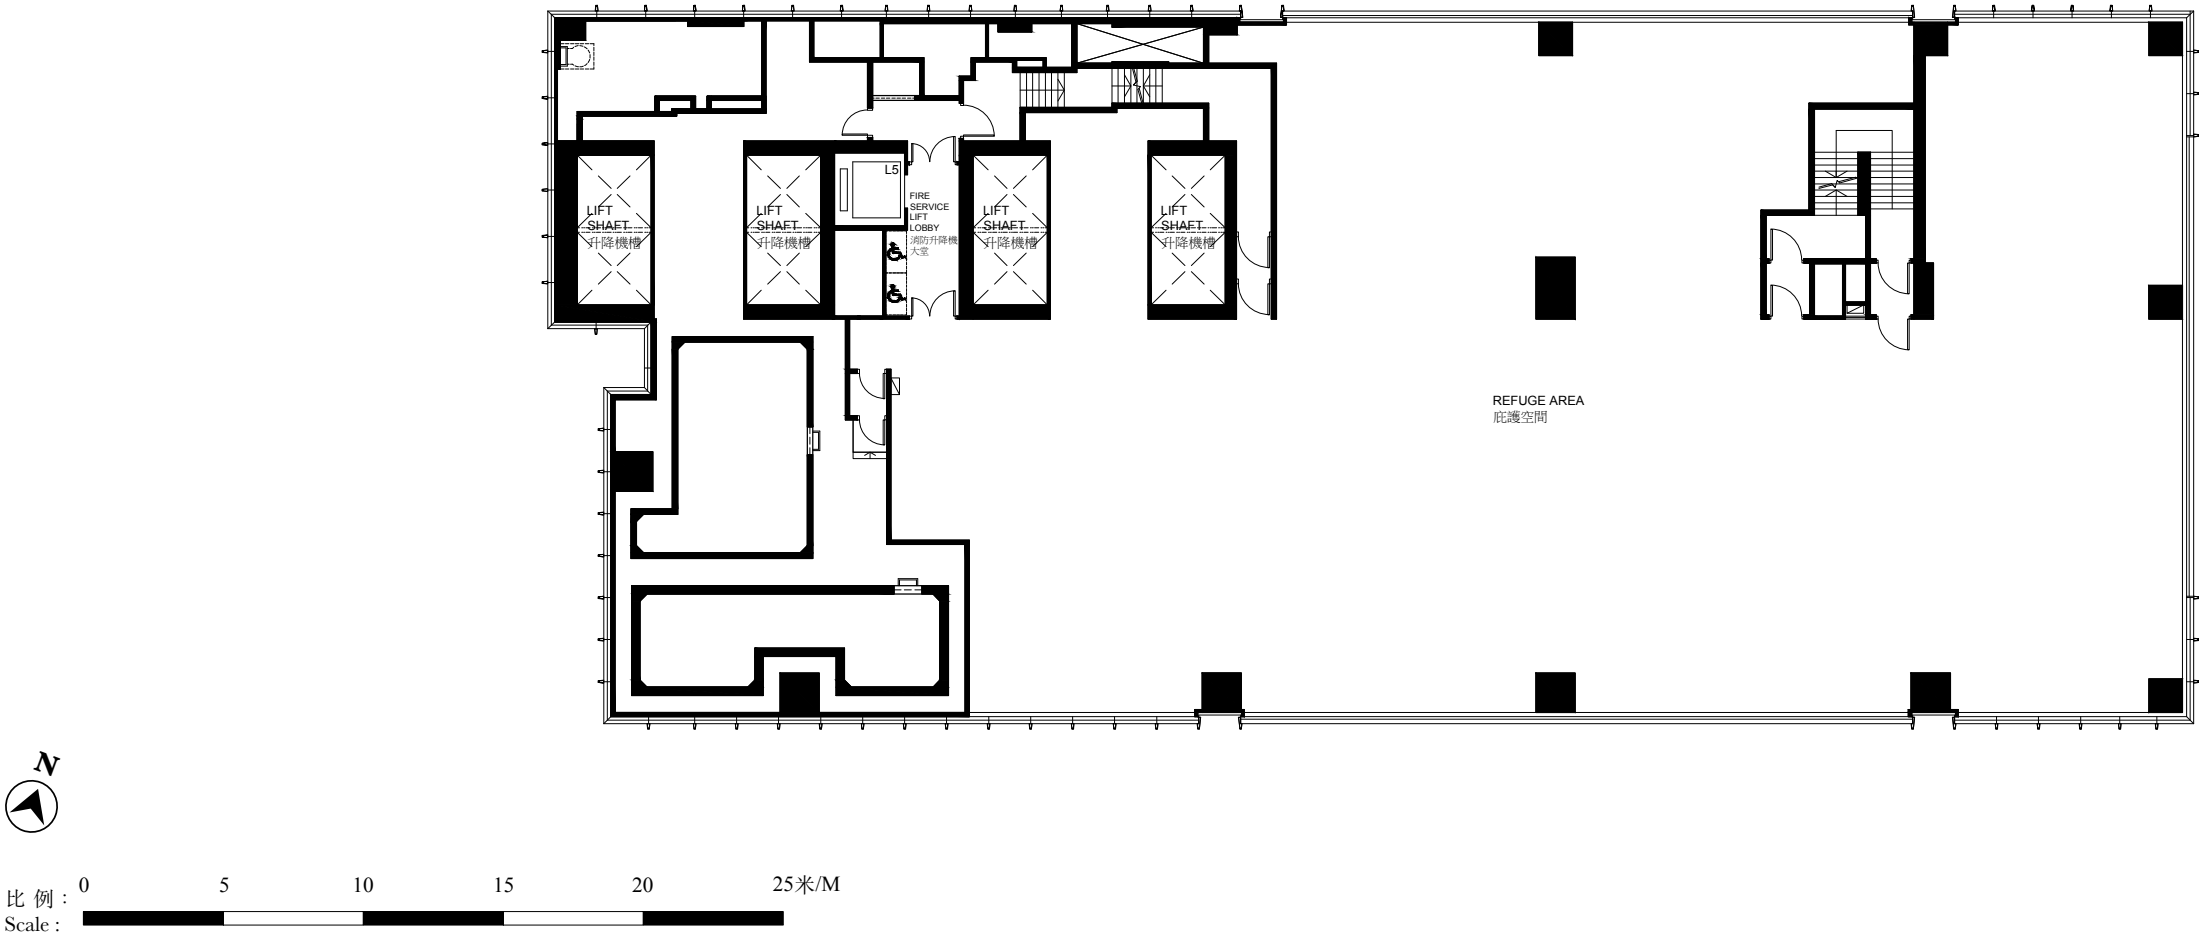 L5
LIFT
SHAFT
升降機槽
LIFT
SHAFT
升降機槽
FIRE
SERVICE
LIFT
LOBBY
消防升降機
大堂
LIFT
SHAFT
升降機槽
LIFT
SHAFT
升降機槽
REFUGE AREA
庇護空間
N
0 5 10 15 20 25米/M
比 例 :
Scale :